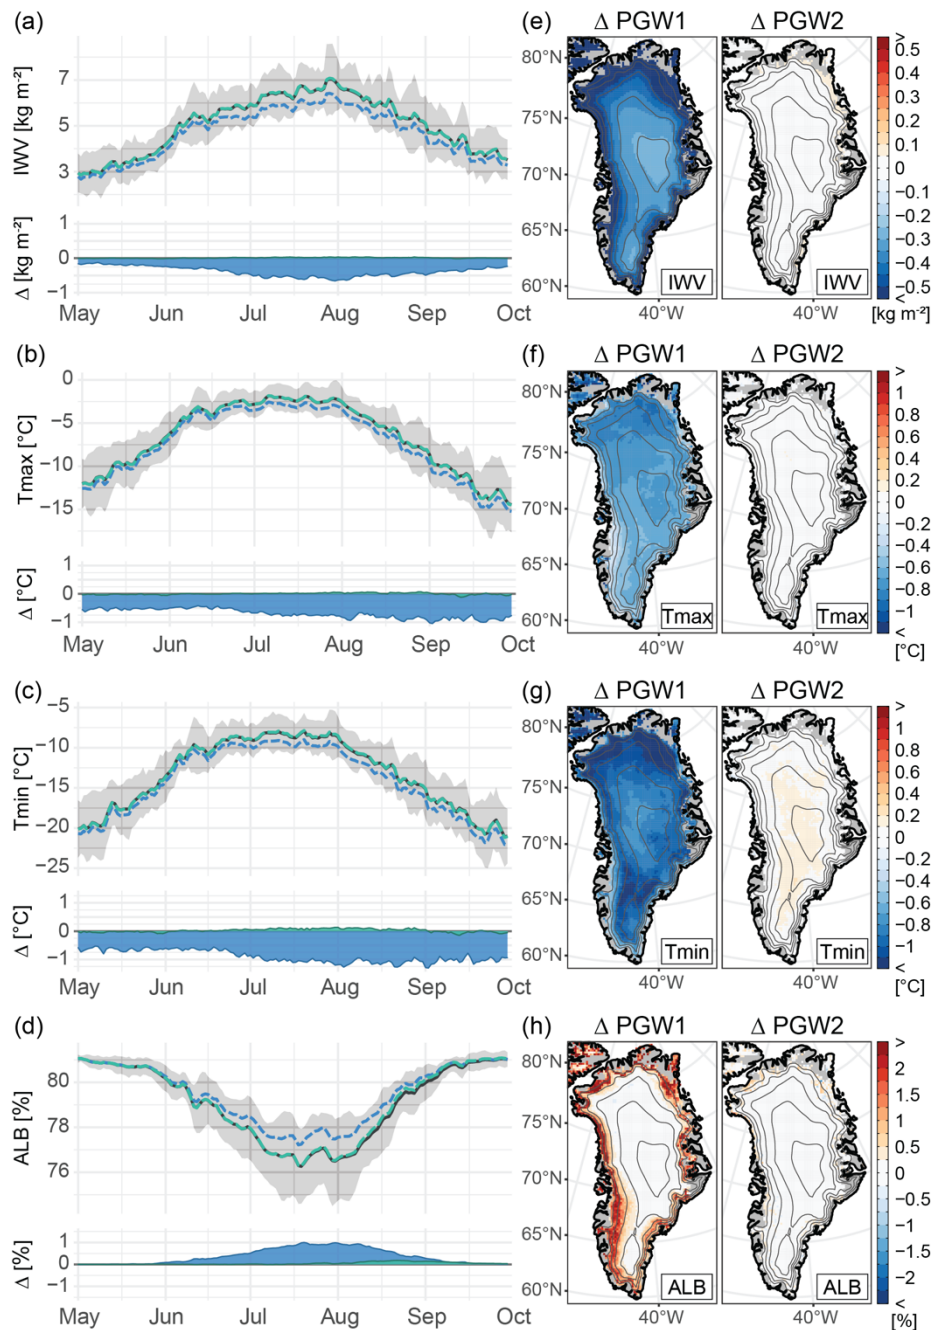 (a)
IWV [kg m⁻²]
7
5
3
Δ [kg m⁻²]
1
0
−1
May Jun Jul Aug Sep Oct
(e) Δ PGW1 Δ PGW2
80°N
75°N
70°N
65°N
60°N
IWV IWV
40°W 40°W
>
0.5
0.4
0.3
0.2
0.1
0
−0.1
−0.2
−0.3
−0.4
−0.5
<
[kg m⁻²]
(b)
Tmax [°C]
0
−5
−10
−15
Δ [°C]
1
0
−1
May Jun Jul Aug Sep Oct
(f) Δ PGW1 Δ PGW2
80°N
75°N
70°N
65°N
60°N
Tmax Tmax
40°W 40°W
>
1
0.8
0.6
0.4
0.2
0
−0.2
−0.4
−0.6
−0.8
−1
<
[°C]
(c)
Tmin [°C]
−5
−10
−15
−20
−25
Δ [°C]
1
0
−1
May Jun Jul Aug Sep Oct
(g) Δ PGW1 Δ PGW2
80°N
75°N
70°N
65°N
60°N
Tmin Tmin
40°W 40°W
>
1
0.8
0.6
0.4
0.2
0
−0.2
−0.4
−0.6
−0.8
−1
<
[°C]
(d)
ALB [%]
80
78
76
Δ [%]
1
0
−1
May Jun Jul Aug Sep Oct
(h) Δ PGW1 Δ PGW2
80°N
75°N
70°N
65°N
60°N
ALB ALB
40°W 40°W
>
2
1.5
1
0.5
0
−0.5
−1
−1.5
−2
<
[%]